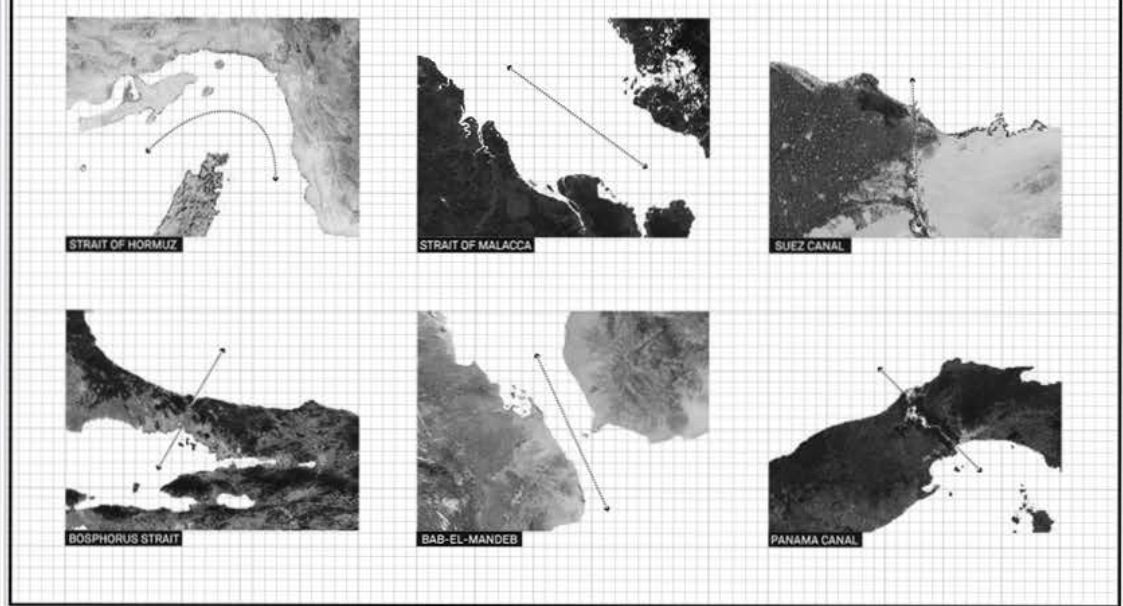 STRAIT OF HORMUZ
STRAIT OF MALACCA
SUEZ CANAL
BOSPHORUS STRAIT
BAB-EL-MANDEB
PANAMA CANAL